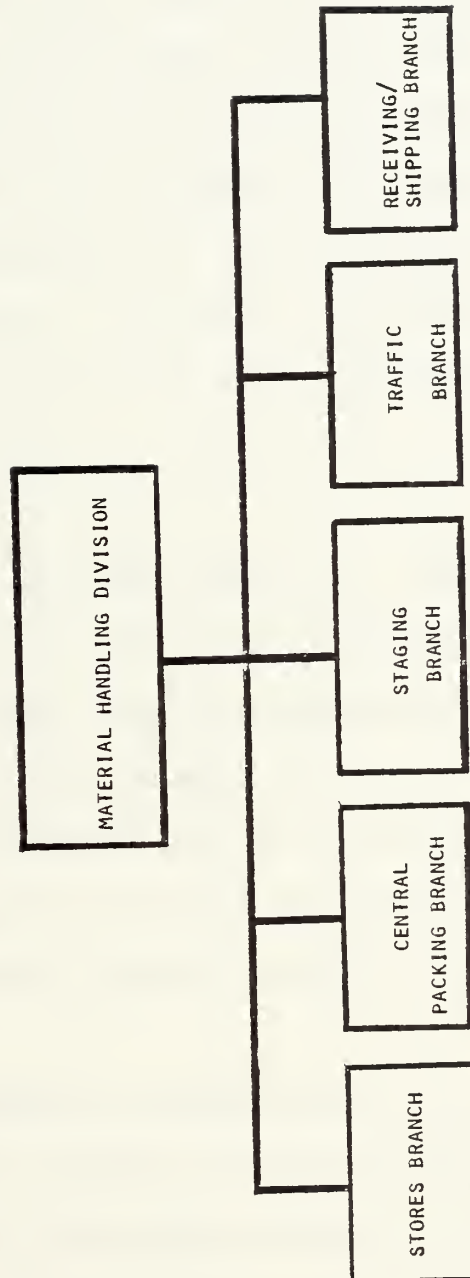 MATERIAL HANDLING DIVISION
STORES BRANCH
CENTRAL
PACKING BRANCH
STAGING
BRANCH
TRAFFIC
BRANCH
RECEIVING/
SHIPPING BRANCH